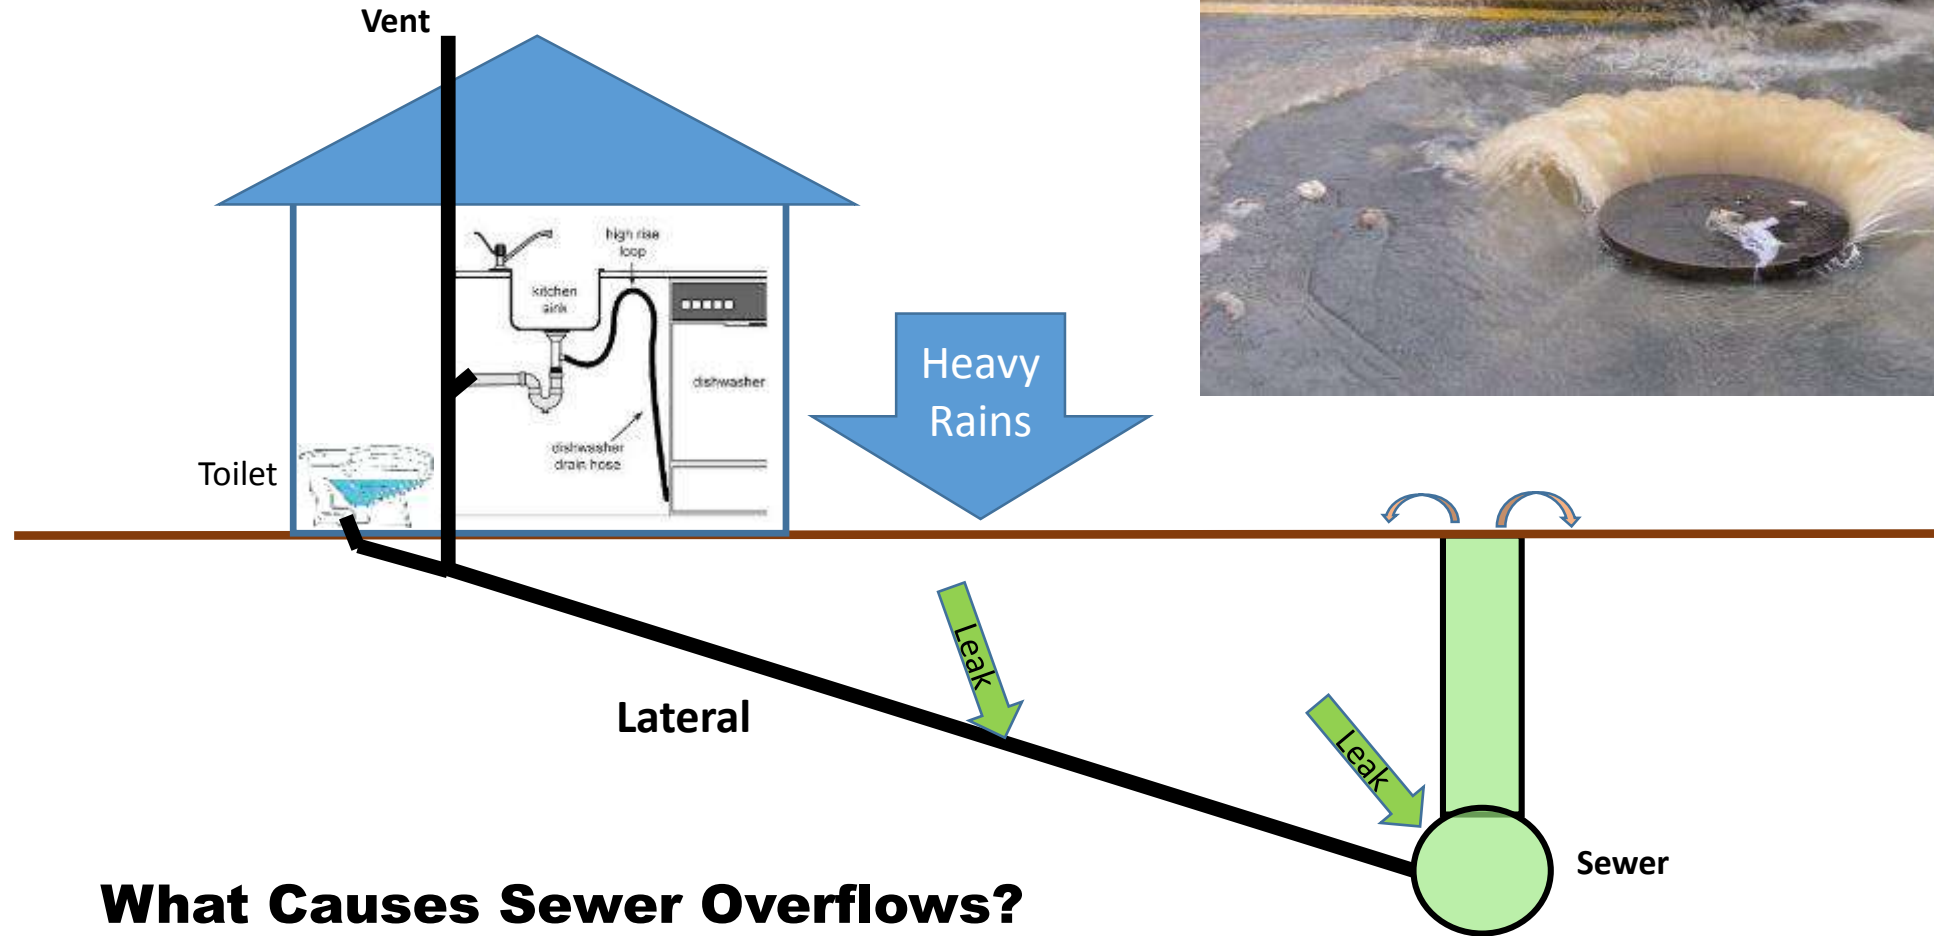 Vent
high rise
loop
kitchen
sink
dishwasher
dishwasher
drain hose
Toilet
Heavy
Rains
Leak
Leak
Lateral
Sewer
What Causes Sewer Overflows?